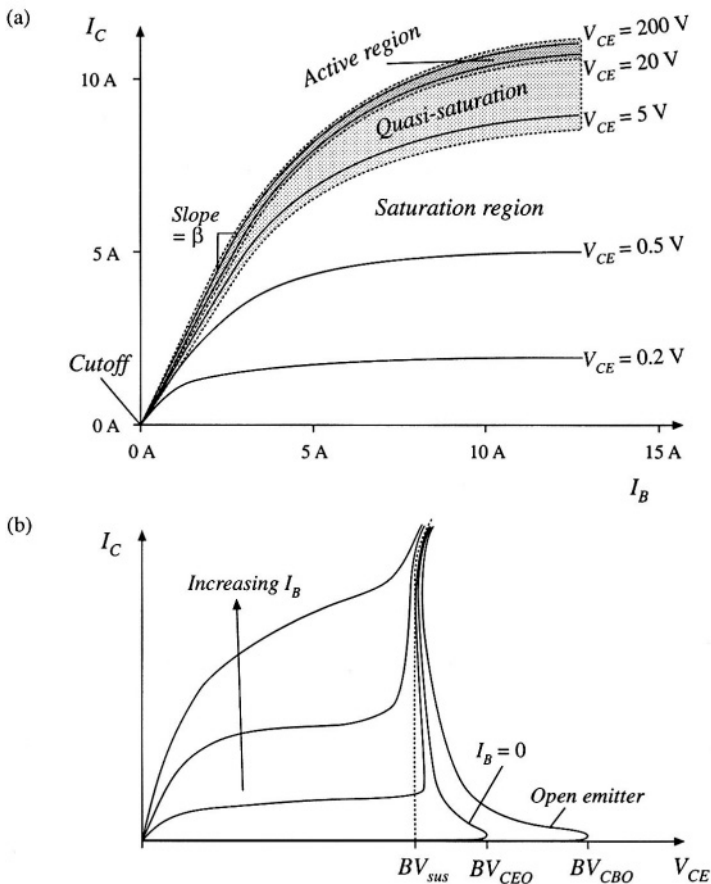 (a)
I_C
10 A
5 A
0 A
Active region
Quasi-saturation
Saturation region
Slope
= β
Cutoff
V_CE = 200 V
V_CE = 20 V
V_CE = 5 V
V_CE = 0.5 V
V_CE = 0.2 V
0 A
5 A
10 A
15 A
I_B
(b)
I_C
Increasing I_B
I_B = 0
Open emitter
BV_sus
BV_CEO
BV_CBO
V_CE